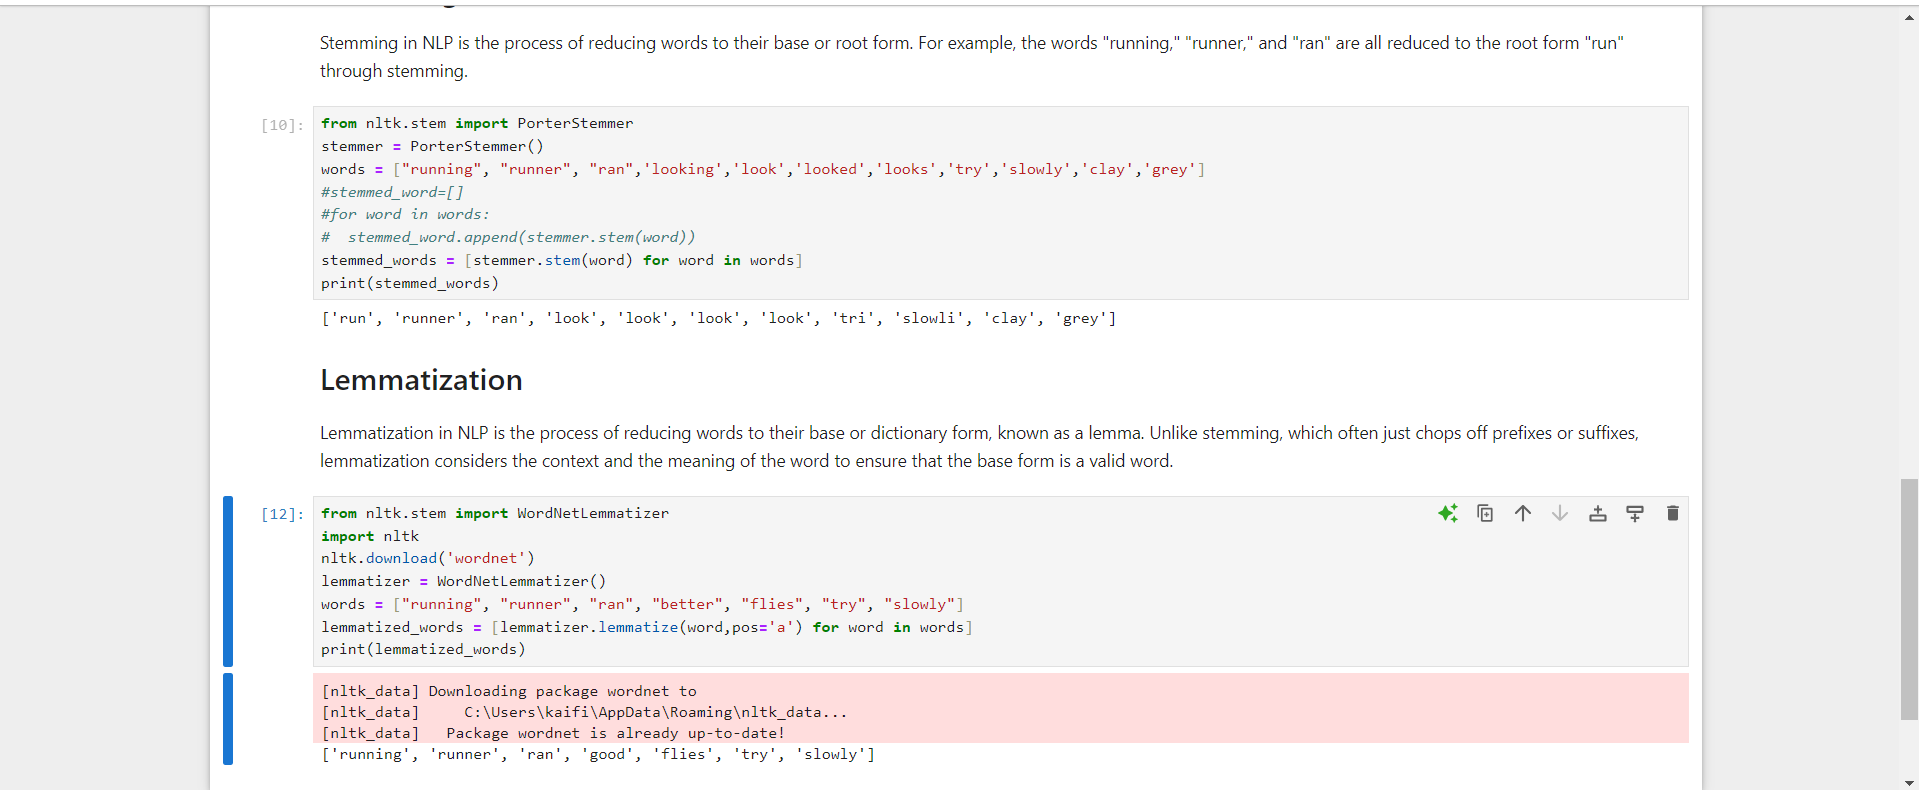 Stemming in NLP is the process of reducing words to their base or root form. For example, the words "running," "runner," and "ran" are all reduced to the root form "run"
through stemming.
[10]:
from nltk.stem import PorterStemmer
stemmer = PorterStemmer()
words = ["running", "runner", "ran",'looking','look','looked','looks','try','slowly','clay','grey']
#stemmed_word=[]
#for word in words:
#  stemmed_word.append(stemmer.stem(word))
stemmed_words = [stemmer.stem(word) for word in words]
print(stemmed_words)
['run', 'runner', 'ran', 'look', 'look', 'look', 'look', 'tri', 'slowli', 'clay', 'grey']
Lemmatization
Lemmatization in NLP is the process of reducing words to their base or dictionary form, known as a lemma. Unlike stemming, which often just chops off prefixes or suffixes,
lemmatization considers the context and the meaning of the word to ensure that the base form is a valid word.
[12]:
from nltk.stem import WordNetLemmatizer
import nltk
nltk.download('wordnet')
lemmatizer = WordNetLemmatizer()
words = ["running", "runner", "ran", "better", "flies", "try", "slowly"]
lemmatized_words = [lemmatizer.lemmatize(word,pos='a') for word in words]
print(lemmatized_words)
[nltk_data] Downloading package wordnet to
[nltk_data]     C:\Users\kaifi\AppData\Roaming\nltk_data...
[nltk_data]   Package wordnet is already up-to-date!
['running', 'runner', 'ran', 'good', 'flies', 'try', 'slowly']